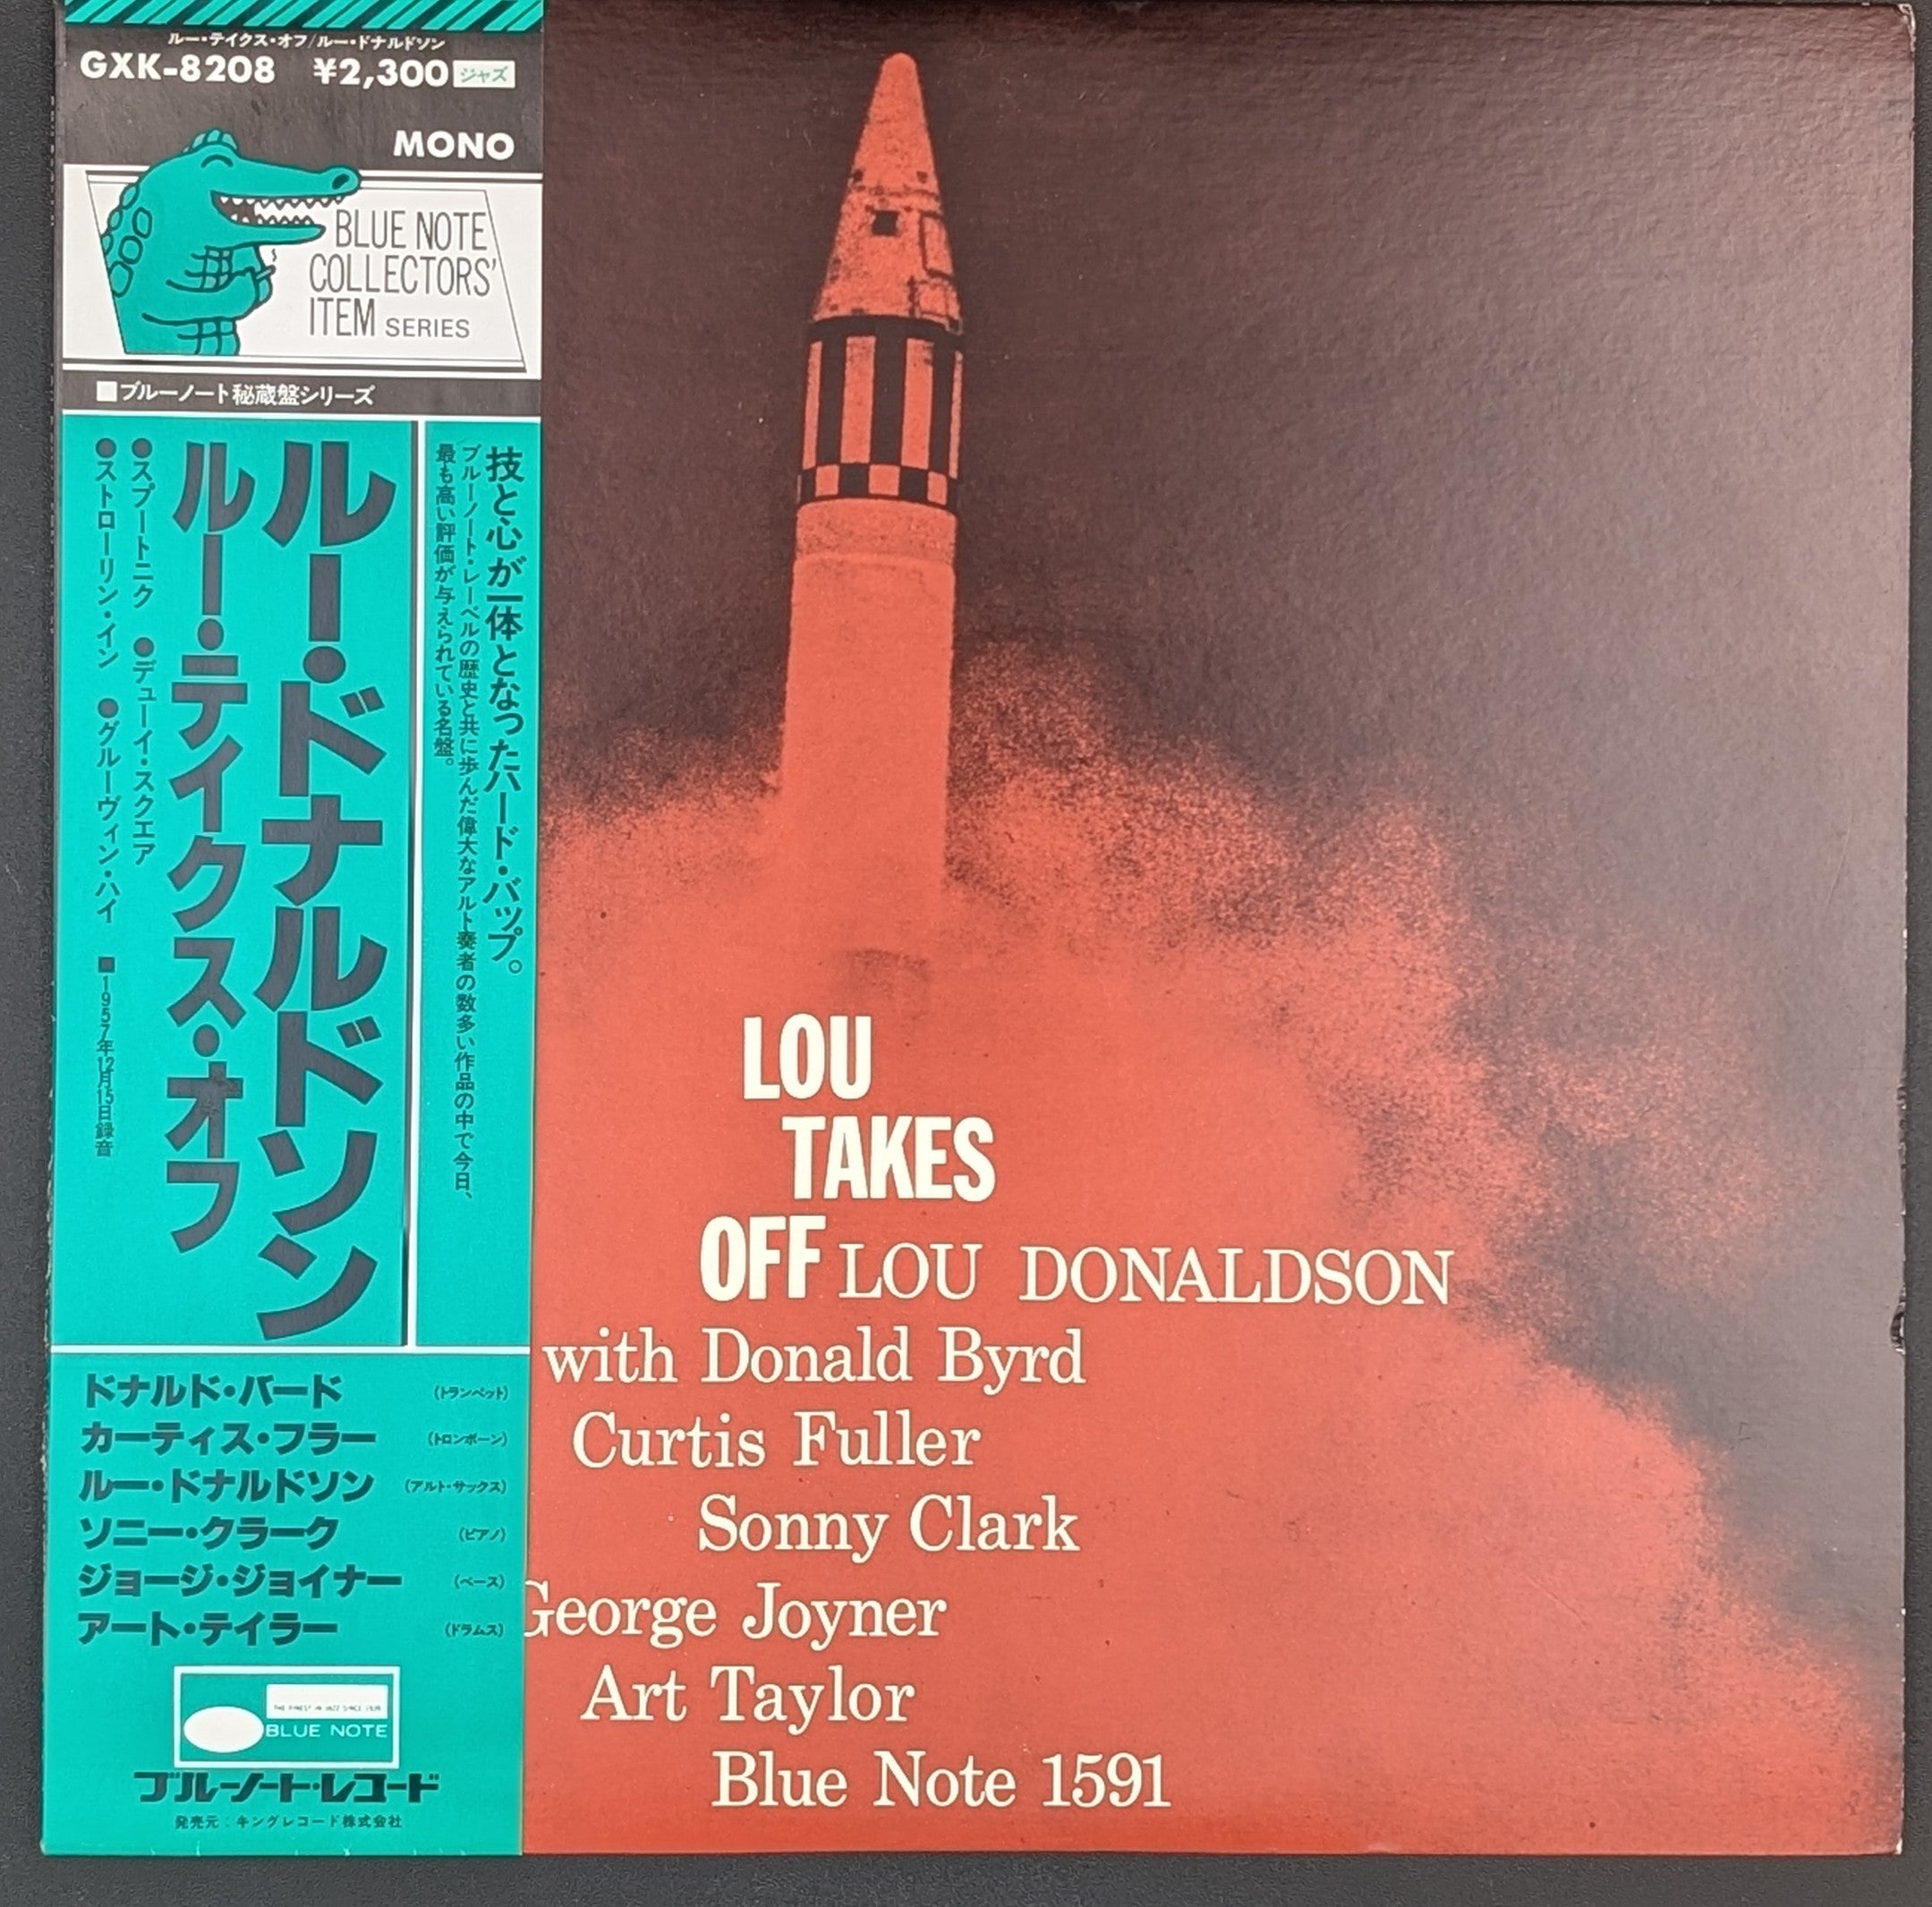 ルー・テイクス・オフ/ルー・ドナルドソン
GXK-8208 ¥2,300 ジャズ
MONO
BLUE NOTE
COLLECTORS'
ITEM SERIES
■ブルーノート秘蔵盤シリーズ
技と心が一体となったハード・バップ。
ブルーノート・レーベルの歴史と共に歩んだ偉大なアルト奏者の数多い作品の中で今日、
最も高い評価が与えられている名盤。
ルー・ドナルドソン
ルー・テイクス・オフ
●スプートニク ●デューイ・スクエア
●ストローリン・イン ●グルーヴィン・ハイ ■1957年12月15日録音
ドナルド・バード (トランペット)
カーティス・フラー (トロンボーン)
ルー・ドナルドソン (アルト・サックス)
ソニー・クラーク (ピアノ)
ジョージ・ジョイナー (ベース)
アート・テイラー (ドラムス)
THE FINEST IN JAZZ SINCE 1939
BLUE NOTE
ブルーノート・レコード
発売元:キングレコード株式会社
LOU
TAKES
OFF LOU DONALDSON
with Donald Byrd
Curtis Fuller
Sonny Clark
George Joyner
Art Taylor
Blue Note 1591